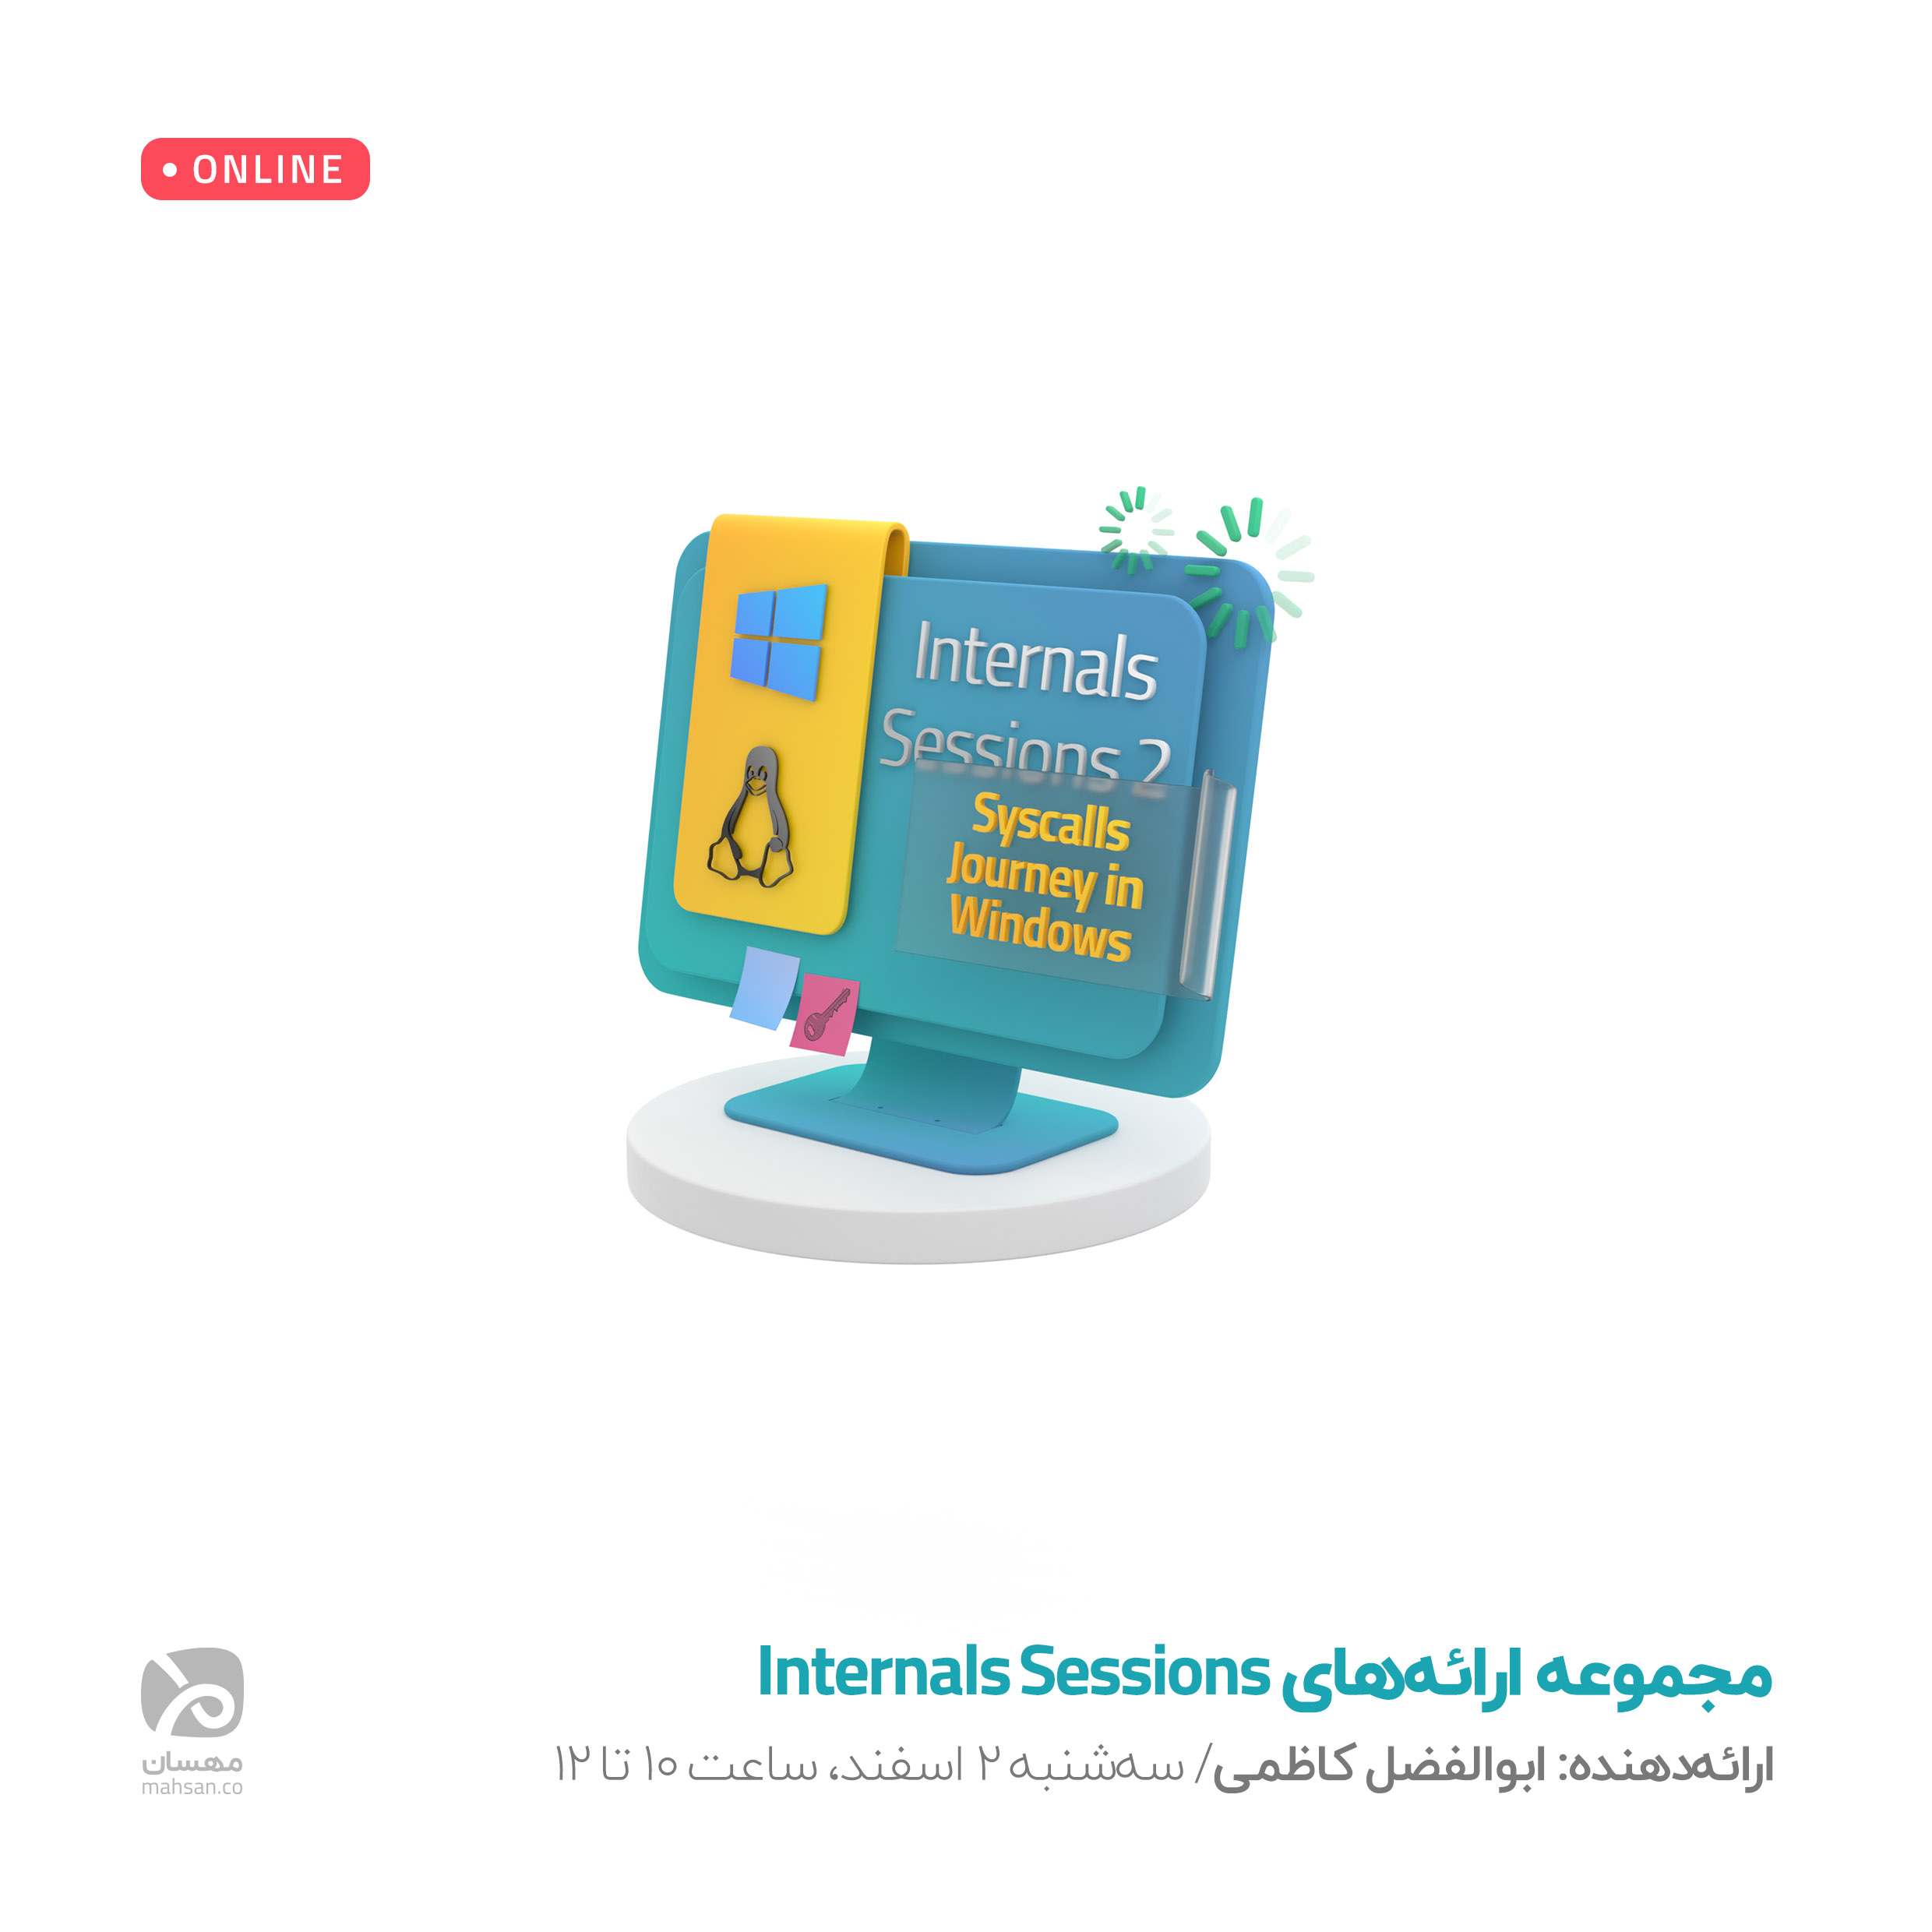 ONLINE
Internals
Sessions 2
Syscalls
Journey in
Windows
مجموعه ارائه‌های Internals Sessions
ارائه‌دهنده: ابوالفضل کاظمی/ سه‌شنبه ۲ اسفند، ساعت ۱۰ تا ۱۲
مهسان
mahsan.co